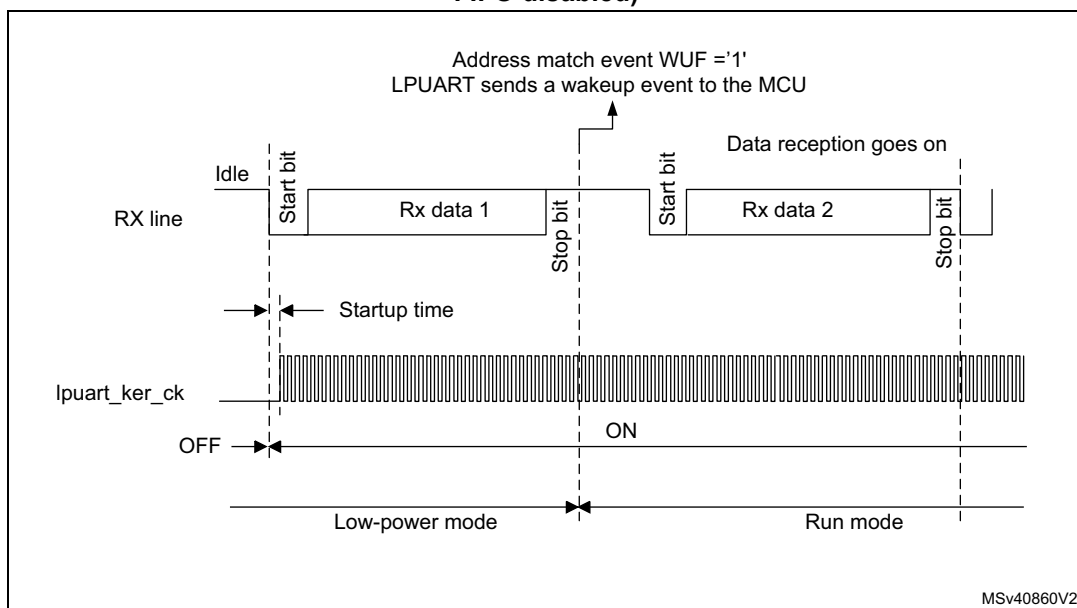 Address match event WUF ='1'
LPUART sends a wakeup event to the MCU
Data reception goes on
Idle
Start bit
Start bit
RX line
Rx data 1
Rx data 2
Stop bit
Stop bit
Startup time
lpuart_ker_ck
OFF
ON
Low-power mode
Run mode
MSv40860V2